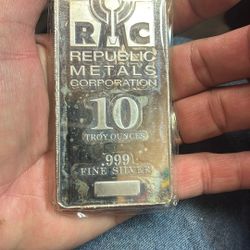 RMC
REPUBLIC
METALS
CORPORATION
10
TROY OUNCES
.999
FINE SILVER